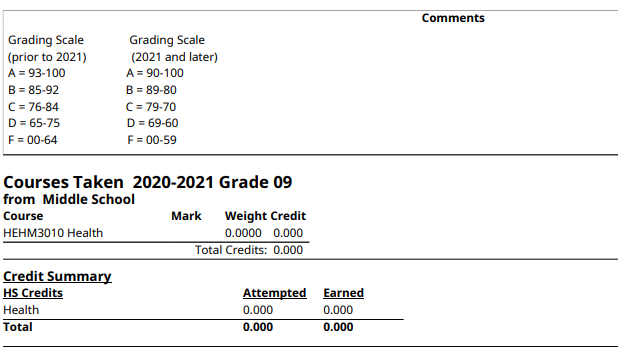 Comments
Grading Scale Grading Scale
(prior to 2021) (2021 and later)
A = 93-100 A = 90-100
B = 85-92 B = 89-80
C = 76-84 C = 79-70
D = 65-75 D = 69-60
F = 00-64 F = 00-59
Courses Taken 2020-2021 Grade 09
from Middle School
Course Mark Weight Credit
HEHM3010 Health 0.0000 0.000
Total Credits: 0.000
Credit Summary
HS Credits Attempted Earned
Health 0.000 0.000
Total 0.000 0.000